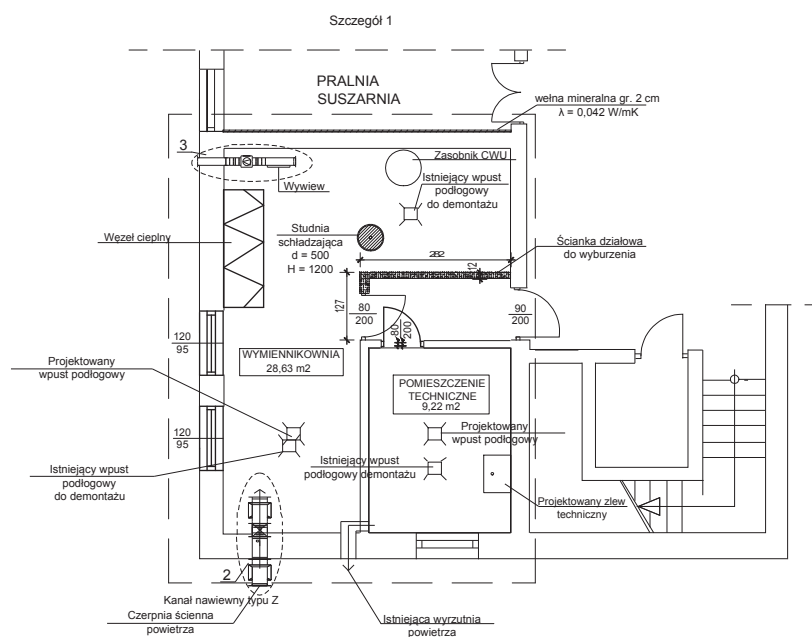 Szczegół 1
PRALNIA
SUSZARNIA
wełna mineralna gr. 2 cm
λ = 0,042 W/mK
3
Zasobnik CWU
Wywiew
Istniejący wpust
podłogowy
do demontażu
Węzeł cieplny
Studnia
schładzająca
d = 500
H = 1200
282
12
Ścianka działowa
do wyburzenia
127
80
200
80
200
90
200
120
95
WYMIENNIKOWNIA
28,63 m2
Projektowany
wpust podłogowy
POMIESZCZENIE
TECHNICZNE
9,22 m2
120
95
Projektowany
wpust podłogowy
Istniejący wpust
podłogowy
do demontażu
Istniejący wpust
podłogowy demontażu
Projektowany zlew
techniczny
2
Kanał nawiewny typu Z
Czerpnia ścienna
powietrza
Istniejąca wyrzutnia
powietrza